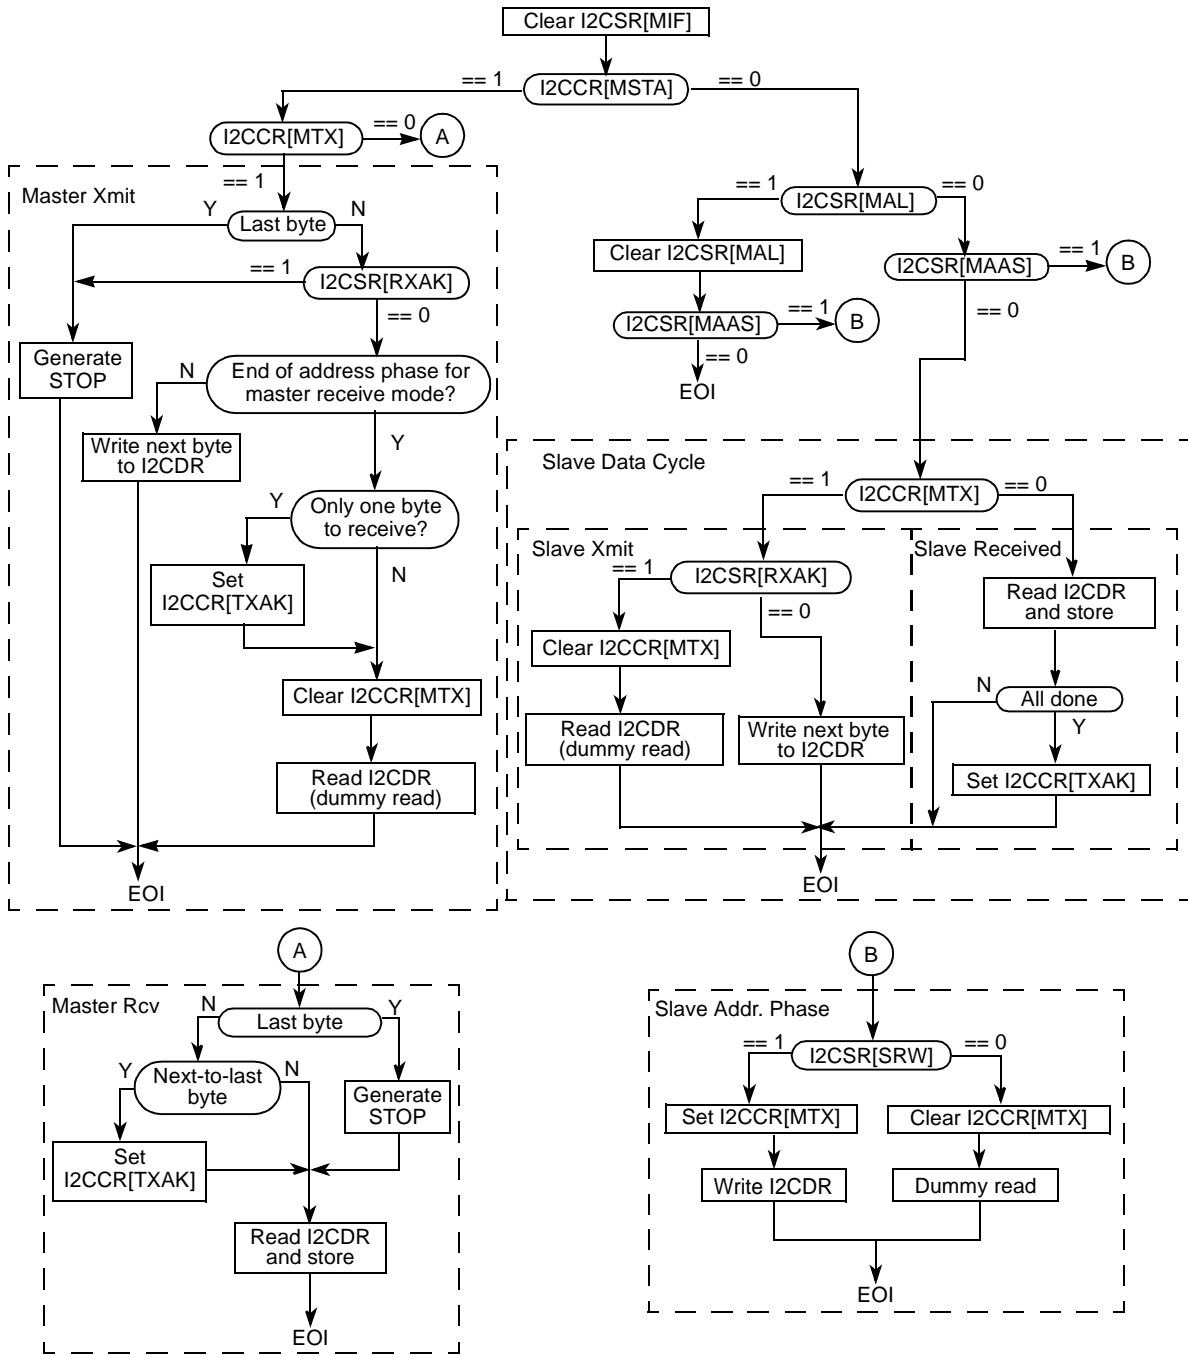 Clear I2CSR[MIF]
== 1
I2CCR[MSTA]
== 0
I2CCR[MTX]
== 0
A
== 1
Master Xmit
Y
Last byte
N
== 1
I2CSR[RXAK]
== 0
Generate
STOP
N
End of address phase for
master receive mode?
Write next byte
to I2CDR
Y
Y
Only one byte
to receive?
Set
I2CCR[TXAK]
N
Clear I2CCR[MTX]
Read I2CDR
(dummy read)
EOI
== 1
I2CSR[MAL]
== 0
Clear I2CSR[MAL]
I2CSR[MAAS]
== 1
B
I2CSR[MAAS]
== 1
B
== 0
== 0
EOI
Slave Data Cycle
== 1
I2CCR[MTX]
== 0
Slave Xmit
== 1
I2CSR[RXAK]
== 0
Clear I2CCR[MTX]
Read I2CDR
(dummy read)
Write next byte
to I2CDR
Slave Received
Read I2CDR
and store
N
All done
Y
Set I2CCR[TXAK]
EOI
A
Master Rcv
N
Last byte
Y
Y
Next-to-last
byte
N
Generate
STOP
Set
I2CCR[TXAK]
Read I2CDR
and store
EOI
B
Slave Addr. Phase
== 1
I2CSR[SRW]
== 0
Set I2CCR[MTX]
Clear I2CCR[MTX]
Write I2CDR
Dummy read
EOI